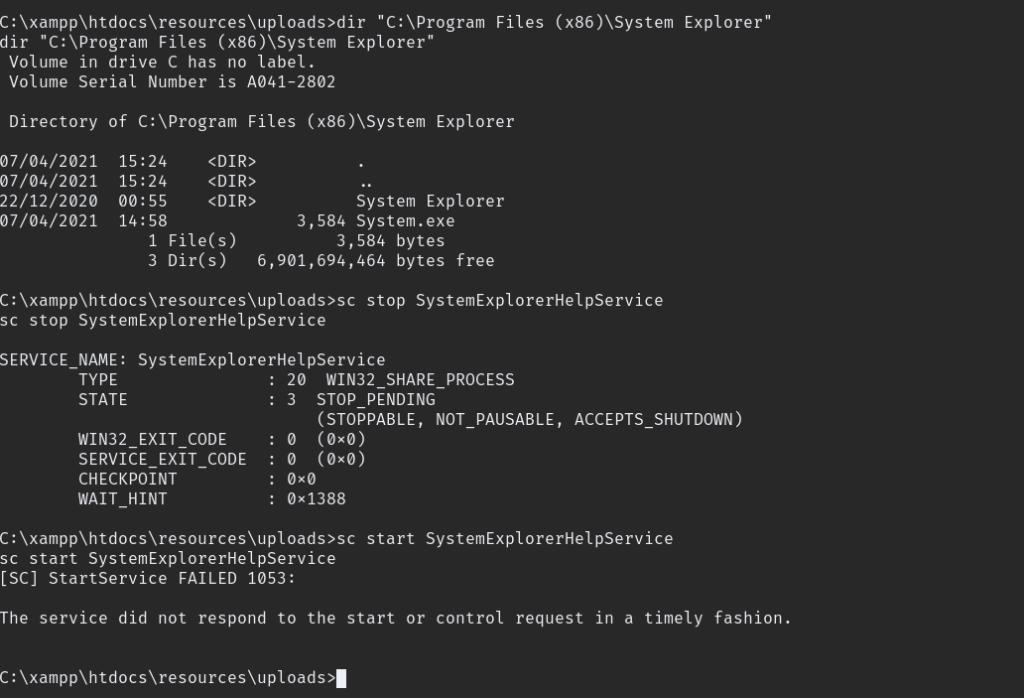 C:\xampp\htdocs\resources\uploads>dir "C:\Program Files (x86)\System Explorer"
dir "C:\Program Files (x86)\System Explorer"
 Volume in drive C has no label.
 Volume Serial Number is A041-2802

 Directory of C:\Program Files (x86)\System Explorer

07/04/2021  15:24    <DIR>          .
07/04/2021  15:24    <DIR>          ..
22/12/2020  00:55    <DIR>          System Explorer
07/04/2021  14:58             3,584 System.exe
               1 File(s)          3,584 bytes
               3 Dir(s)   6,901,694,464 bytes free

C:\xampp\htdocs\resources\uploads>sc stop SystemExplorerHelpService
sc stop SystemExplorerHelpService

SERVICE_NAME: SystemExplorerHelpService
        TYPE               : 20  WIN32_SHARE_PROCESS
        STATE              : 3  STOP_PENDING
                                (STOPPABLE, NOT_PAUSABLE, ACCEPTS_SHUTDOWN)
        WIN32_EXIT_CODE    : 0  (0×0)
        SERVICE_EXIT_CODE  : 0  (0×0)
        CHECKPOINT         : 0×0
        WAIT_HINT          : 0×1388

C:\xampp\htdocs\resources\uploads>sc start SystemExplorerHelpService
sc start SystemExplorerHelpService
[SC] StartService FAILED 1053:

The service did not respond to the start or control request in a timely fashion.


C:\xampp\htdocs\resources\uploads>